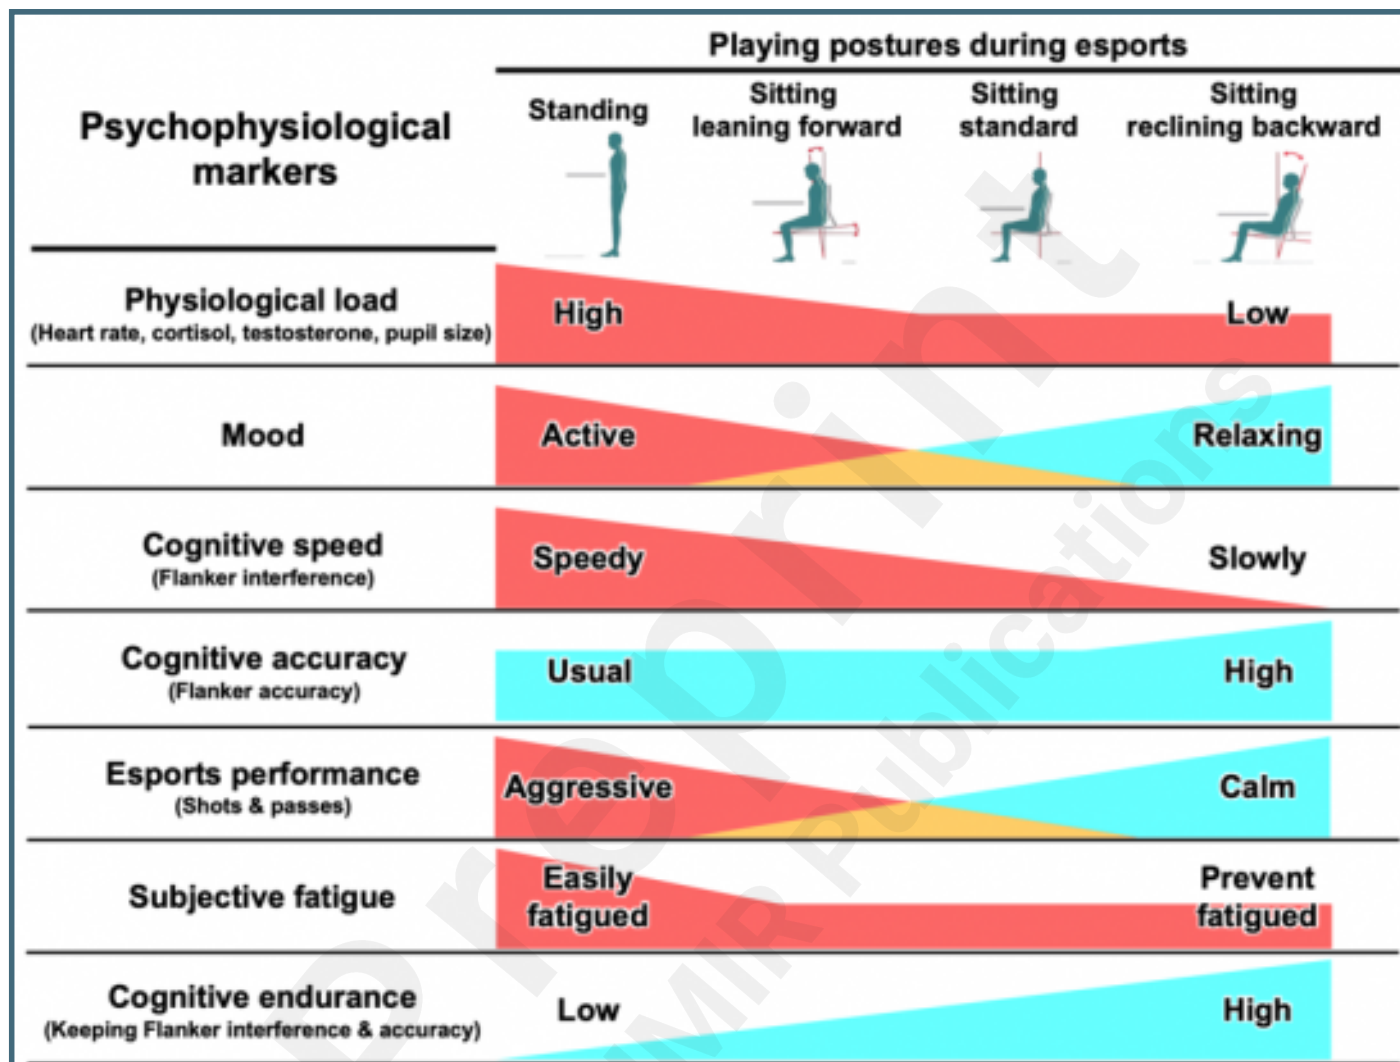 Playing postures during esports
Psychophysiological
markers
Standing
Sitting
leaning forward
Sitting
standard
Sitting
reclining backward
Physiological load
(Heart rate, cortisol, testosterone, pupil size)
High
Low
Mood
Active
Relaxing
Cognitive speed
(Flanker interference)
Speedy
Slowly
Cognitive accuracy
(Flanker accuracy)
Usual
High
Esports performance
(Shots & passes)
Aggressive
Calm
Subjective fatigue
Easily
fatigued
Prevent
fatigued
Cognitive endurance
(Keeping Flanker interference & accuracy)
Low
High
Preprint
JMIR Publications